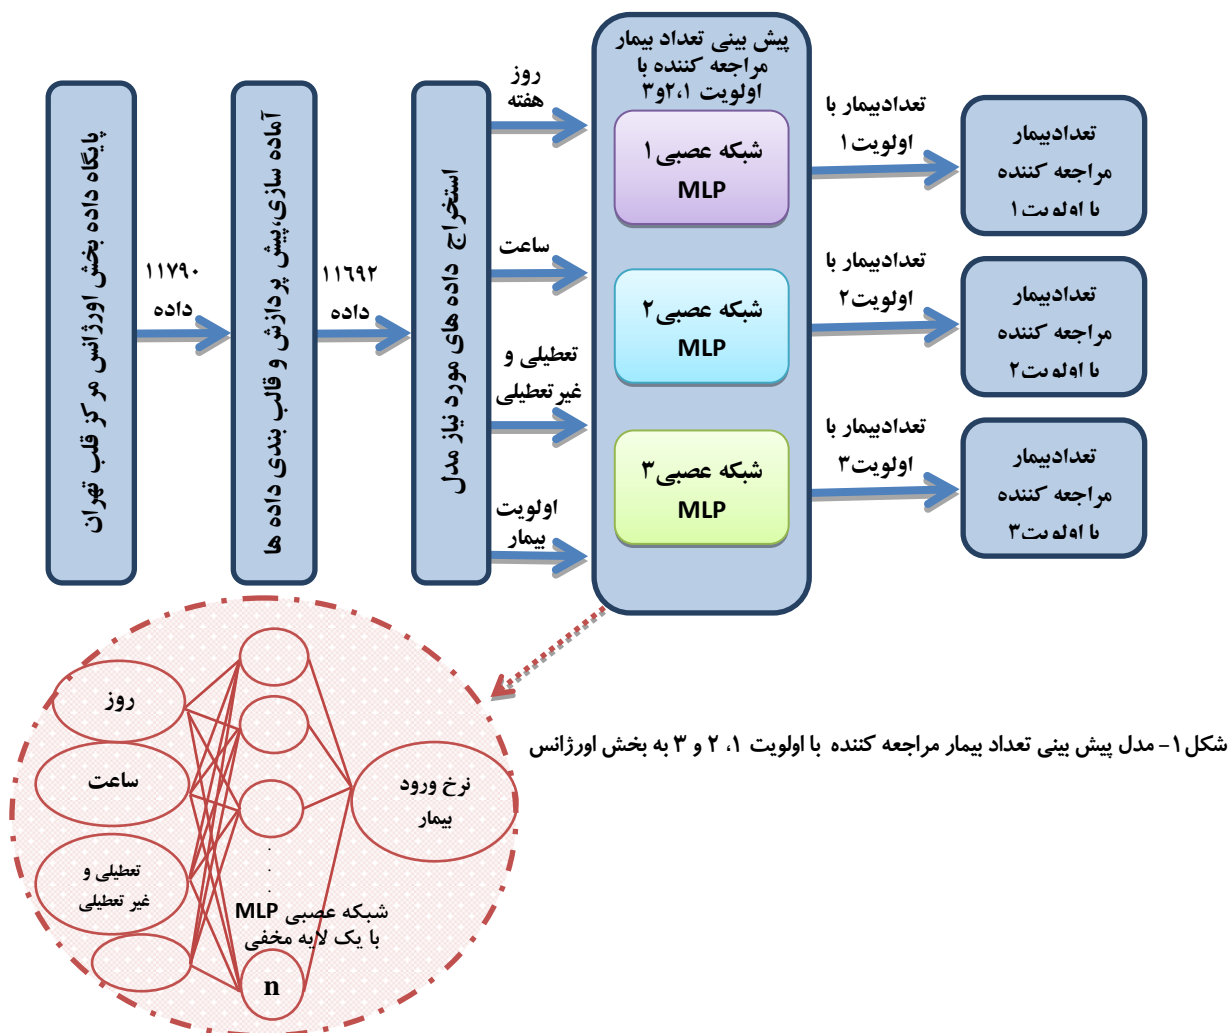 پایگاه داده بخش اورژانس مرکز قلب تهران
۱۱۷۹۰
داده
آماده سازی،پیش پردازش و قالب بندی داده ها
۱۱۶۹۲
داده
استخراج داده های مورد نیاز مدل
روز
هفته
ساعت
تعطیلی و
غیرتعطیلی
اولویت
بیمار
پیش بینی تعداد بیمار
مراجعه کننده با
اولویت ۲،۱و۳
شبکه عصبی۱
MLP
شبکه عصبی۲
MLP
شبکه عصبی۳
MLP
تعدادبیمار با
اولویت۱
تعدادبیمار با
اولویت۲
تعدادبیمار با
اولویت۳
تعدادبیمار
مراجعه کننده
با اولویت۱
تعدادبیمار
مراجعه کننده
با اولویت۲
تعدادبیمار
مراجعه کننده
با اولویت۳
روز
ساعت
تعطیلی و
غیر تعطیلی
.
.
.
.
شبکه عصبی MLP
با یک لایه مخفی
n
نرخ ورود
بیمار
شکل۱- مدل پیش بینی تعداد بیمار مراجعه کننده با اولویت ۱، ۲ و ۳ به بخش اورژانس